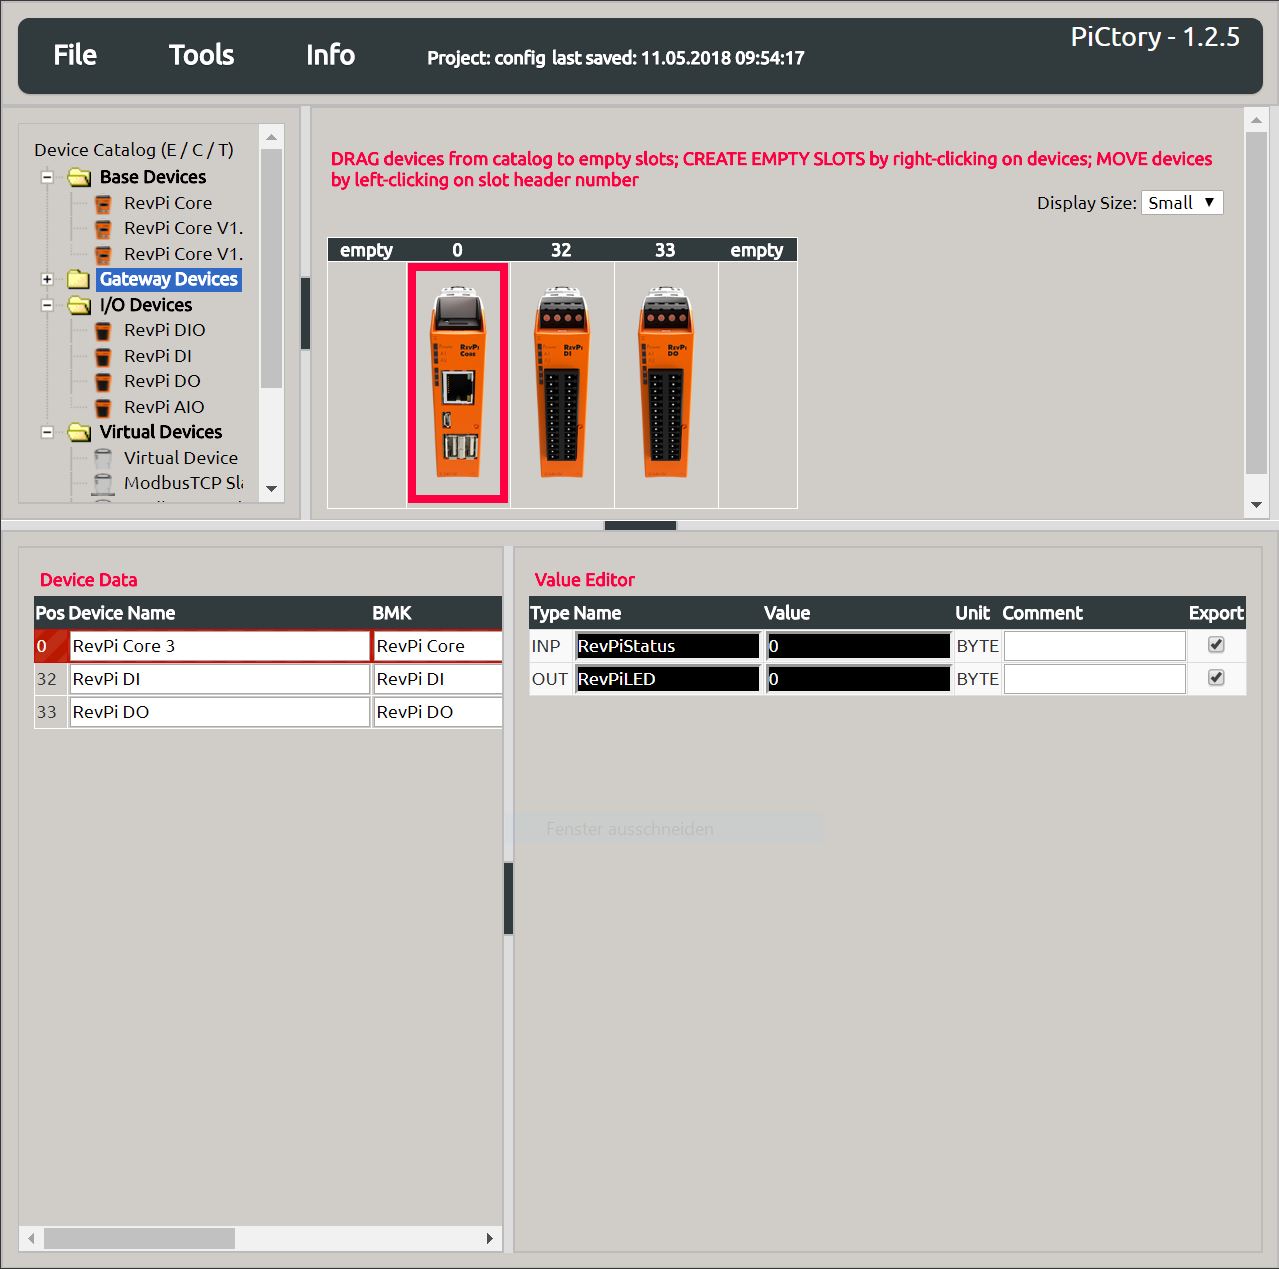 File Tools Info Project: config last saved: 11.05.2018 09:54:17 PiCtory - 1.2.5
Device Catalog (E / C / T)
Base Devices
RevPi Core
RevPi Core V1.
RevPi Core V1.
Gateway Devices
I/O Devices
RevPi DIO
RevPi DI
RevPi DO
RevPi AIO
Virtual Devices
Virtual Device
ModbusTCP Sl
DRAG devices from catalog to empty slots; CREATE EMPTY SLOTS by right-clicking on devices; MOVE devices
by left-clicking on slot header number
Display Size: Small
empty 0 32 33 empty
RevPi
Core
RevPi
DI
RevPi
DO
Device Data
Pos Device Name BMK
0 RevPi Core 3 RevPi Core
32 RevPi DI RevPi DI
33 RevPi DO RevPi DO
Value Editor
Type Name Value Unit Comment Export
INP RevPiStatus 0 BYTE
OUT RevPiLED 0 BYTE
Fenster ausschneiden